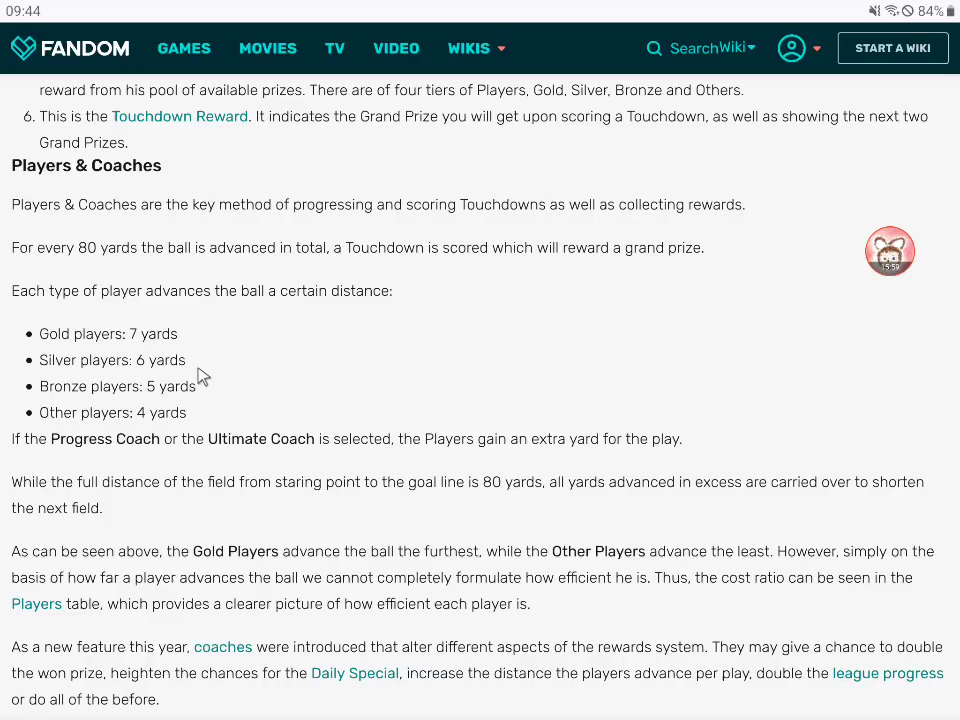 09:44 84%
FANDOM GAMES MOVIES TV VIDEO WIKIS SearchWiki START A WIKI
reward from his pool of available prizes. There are of four tiers of Players, Gold, Silver, Bronze and Others.
6. This is the Touchdown Reward. It indicates the Grand Prize you will get upon scoring a Touchdown, as well as showing the next two
Grand Prizes.
Players & Coaches
Players & Coaches are the key method of progressing and scoring Touchdowns as well as collecting rewards.
For every 80 yards the ball is advanced in total, a Touchdown is scored which will reward a grand prize.
15:59
Each type of player advances the ball a certain distance:
• Gold players: 7 yards
• Silver players: 6 yards
• Bronze players: 5 yards
• Other players: 4 yards
If the Progress Coach or the Ultimate Coach is selected, the Players gain an extra yard for the play.
While the full distance of the field from staring point to the goal line is 80 yards, all yards advanced in excess are carried over to shorten
the next field.
As can be seen above, the Gold Players advance the ball the furthest, while the Other Players advance the least. However, simply on the
basis of how far a player advances the ball we cannot completely formulate how efficient he is. Thus, the cost ratio can be seen in the
Players table, which provides a clearer picture of how efficient each player is.
As a new feature this year, coaches were introduced that alter different aspects of the rewards system. They may give a chance to double
the won prize, heighten the chances for the Daily Special, increase the distance the players advance per play, double the league progress
or do all of the before.